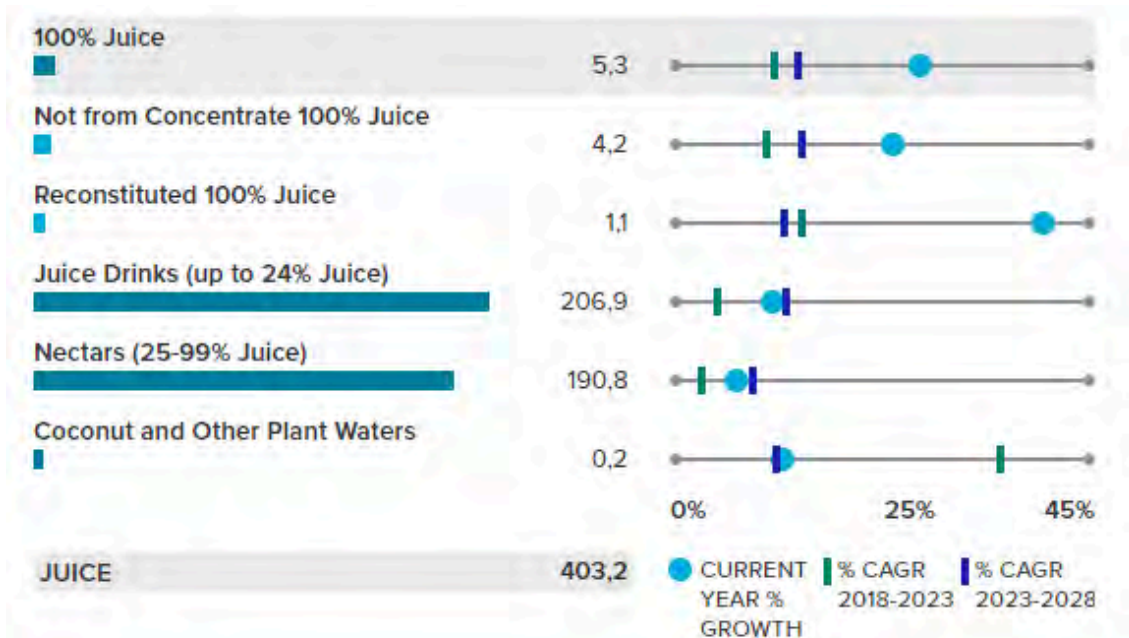 100% Juice
5,3
Not from Concentrate 100% Juice
4,2
Reconstituted 100% Juice
1,1
Juice Drinks (up to 24% Juice)
206,9
Nectars (25-99% Juice)
190,8
Coconut and Other Plant Waters
0,2
0% 25% 45%
JUICE 403,2
CURRENT YEAR % GROWTH
% CAGR 2018-2023
% CAGR 2023-2028